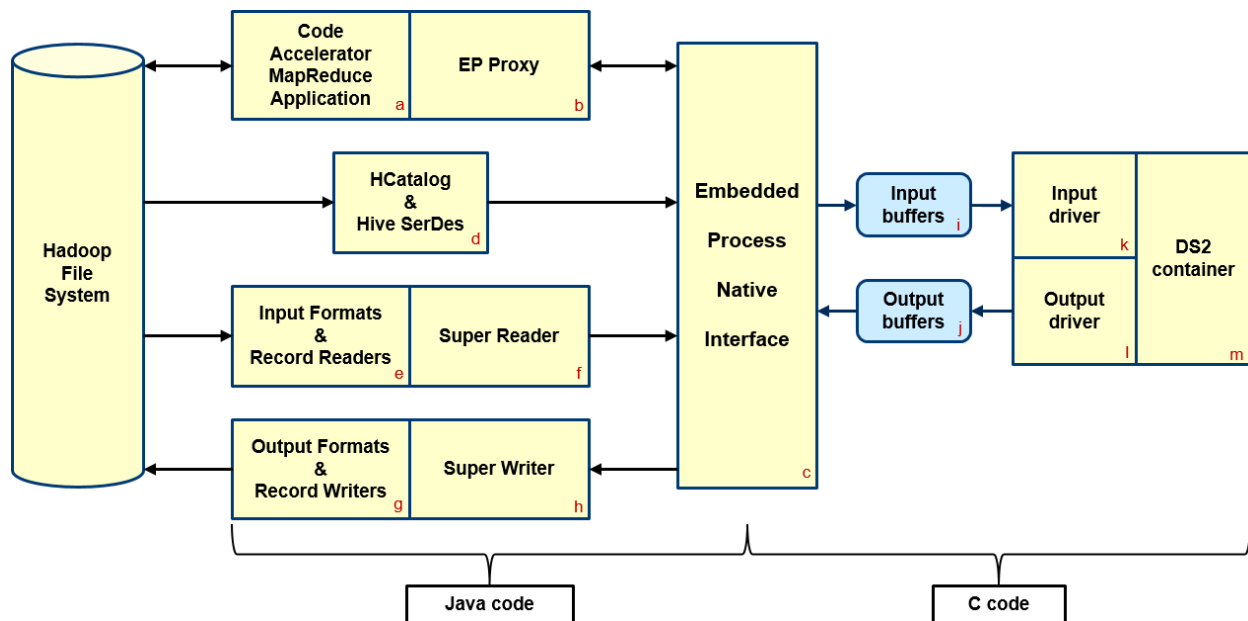 Code
Accelerator
MapReduce
Application
a
EP Proxy
b
HCatalog
&
Hive SerDes
d
Hadoop
File
System
Input Formats
&
Record Readers
e
Super Reader
f
Output Formats
&
Record Writers
g
Super Writer
h
Embedded
Process
Native
Interface
c
Input
buffers
i
Output
buffers
j
Input
driver
k
Output
driver
l
DS2
container
m
Java code
C code